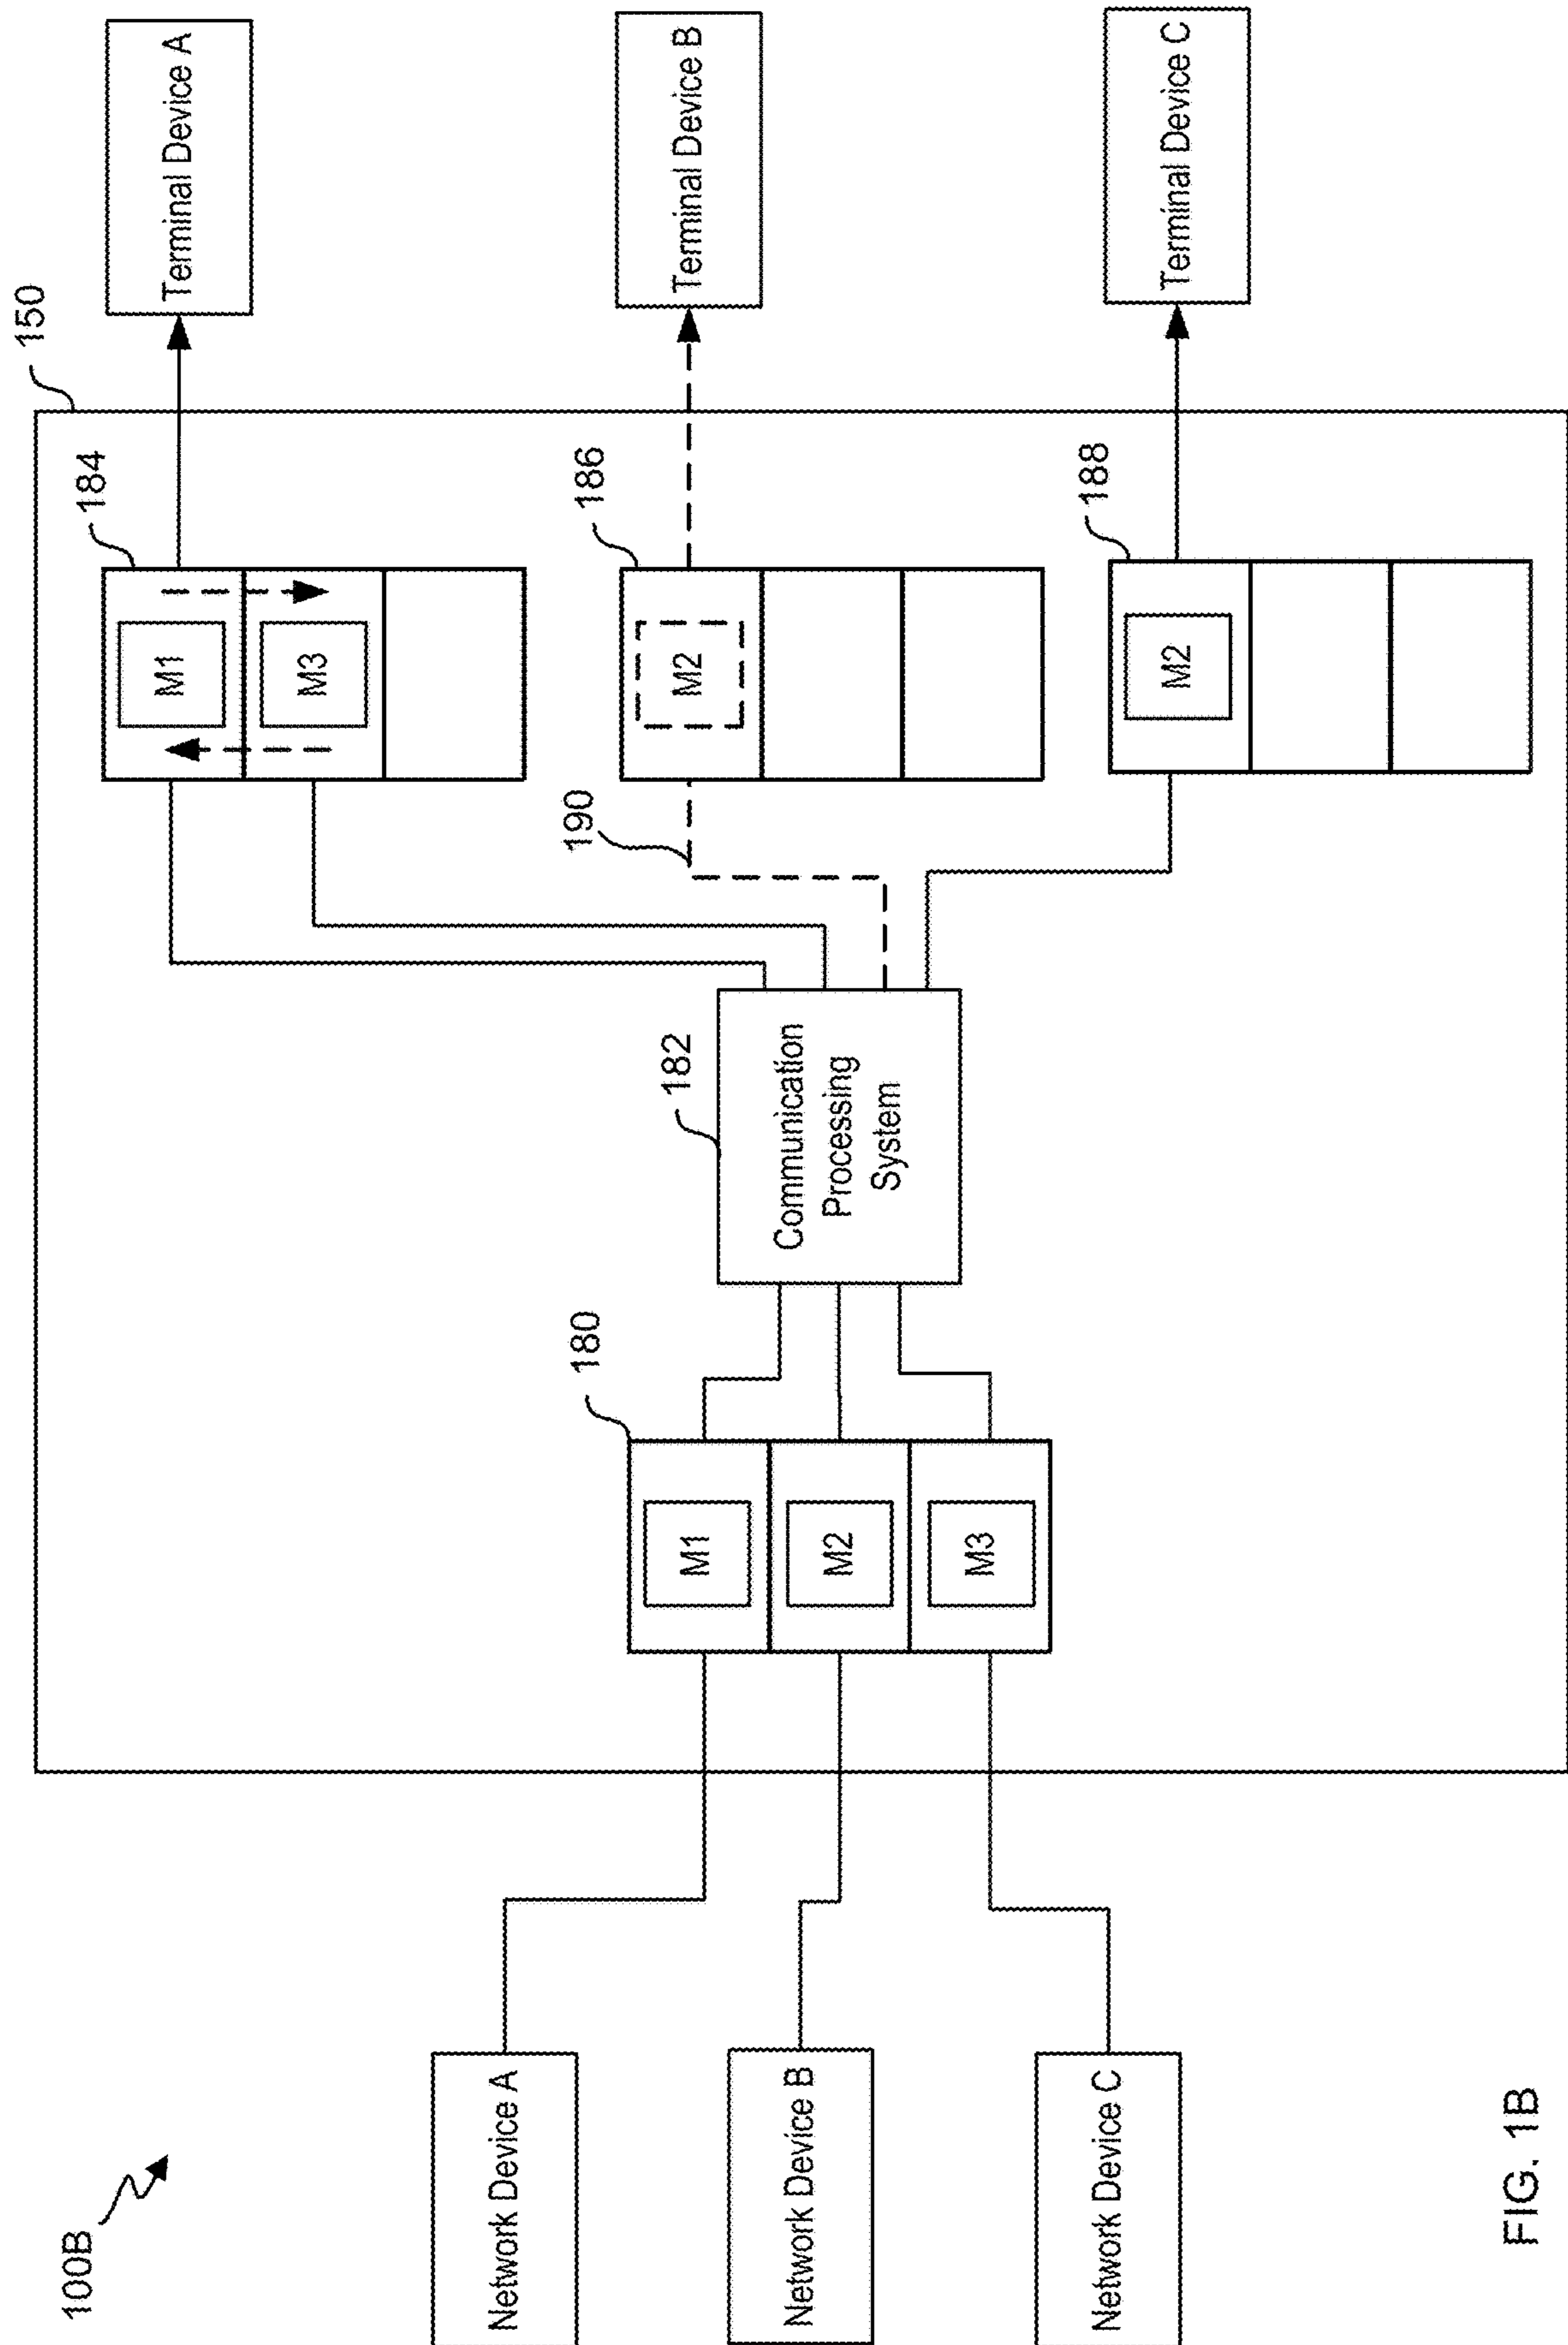 100B
150
Network Device A
Network Device B
Network Device C
180
M1
M2
M3
182
Communication
Processing
System
184
M1
M3
186
M2
190
188
M2
Terminal Device A
Terminal Device B
Terminal Device C
FIG. 1B